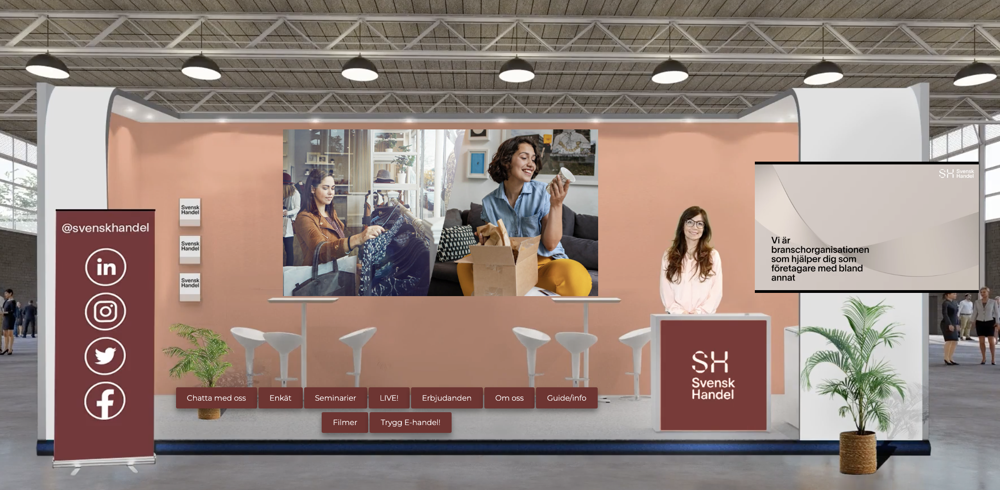 @svenskhandel
in
Svensk
Handel
Svensk
Handel
Svensk
Handel
SH Svensk
Handel
Vi är
branschorganisationen
som hjälper dig som
företagare med bland
annat
SH
Svensk
Handel
Chatta med oss
Enkät
Seminarier
LIVE!
Erbjudanden
Om oss
Guide/info
Filmer
Trygg E-handel!